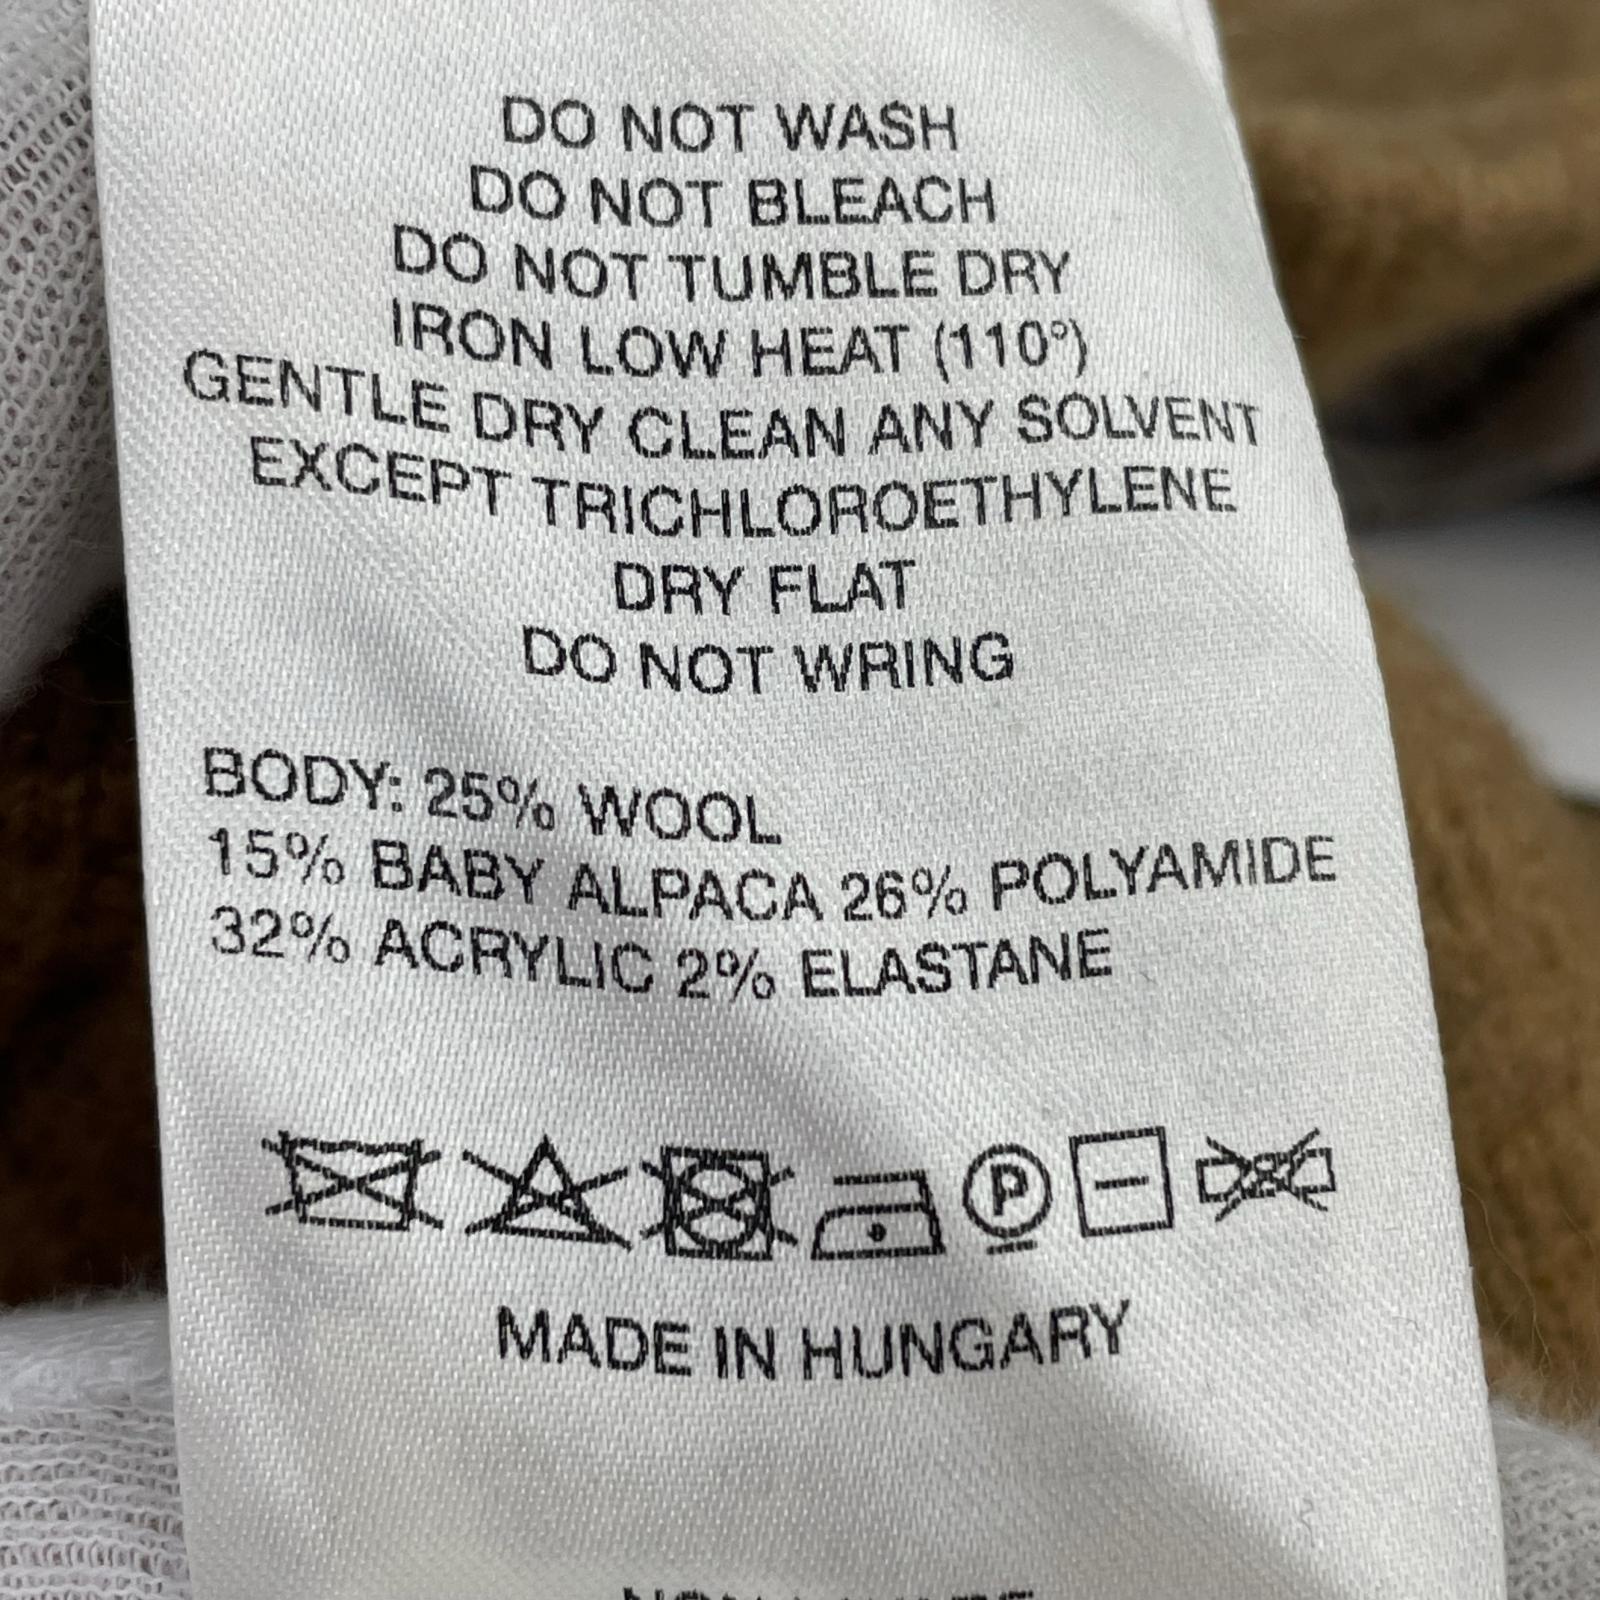 DO NOT WASH
DO NOT BLEACH
DO NOT TUMBLE DRY
IRON LOW HEAT (110°)
GENTLE DRY CLEAN ANY SOLVENT
EXCEPT TRICHLOROETHYLENE
DRY FLAT
DO NOT WRING
BODY: 25% WOOL
15% BABY ALPACA 26% POLYAMIDE
32% ACRYLIC 2% ELASTANE
P
MADE IN HUNGARY